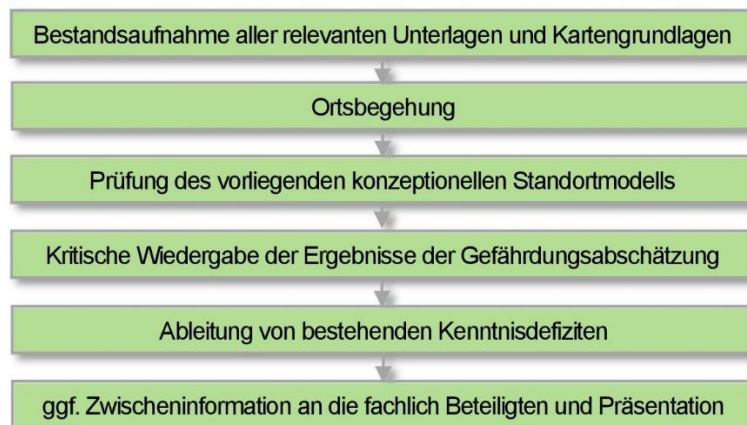 Bestandsaufnahme aller relevanten Unterlagen und Kartengrundlagen
Ortsbegehung
Prüfung des vorliegenden konzeptionellen Standortmodells
Kritische Wiedergabe der Ergebnisse der Gefährdungsabschätzung
Ableitung von bestehenden Kenntnisdefiziten
ggf. Zwischeninformation an die fachlich Beteiligten und Präsentation